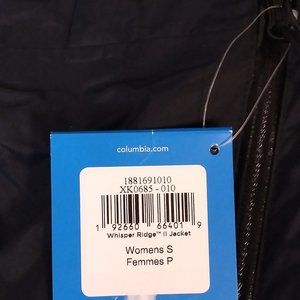 columbia.com
1881691010
XK0685 - 010
1 92660 66401 9
Whisper Ridge™ II Jacket
Womens S
Femmes P